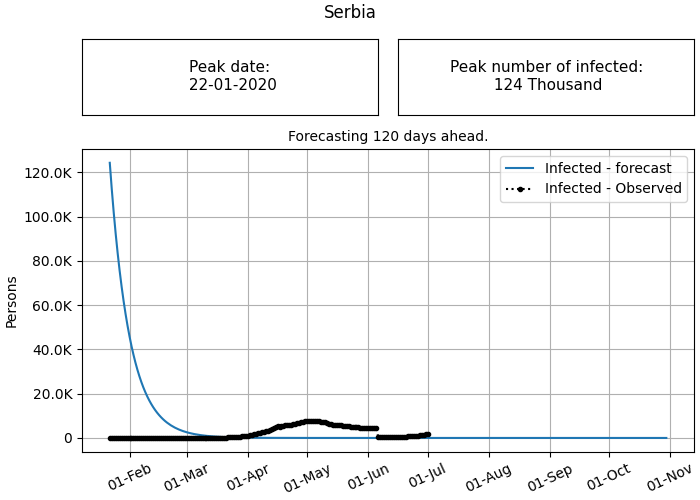 Serbia
Peak date:
22-01-2020
Peak number of infected:
124 Thousand
Forecasting 120 days ahead.
Infected - forecast
Infected - Observed
Persons
120.0K
100.0K
80.0K
60.0K
40.0K
20.0K
0
01-Feb
01-Mar
01-Apr
01-May
01-Jun
01-Jul
01-Aug
01-Sep
01-Oct
01-Nov